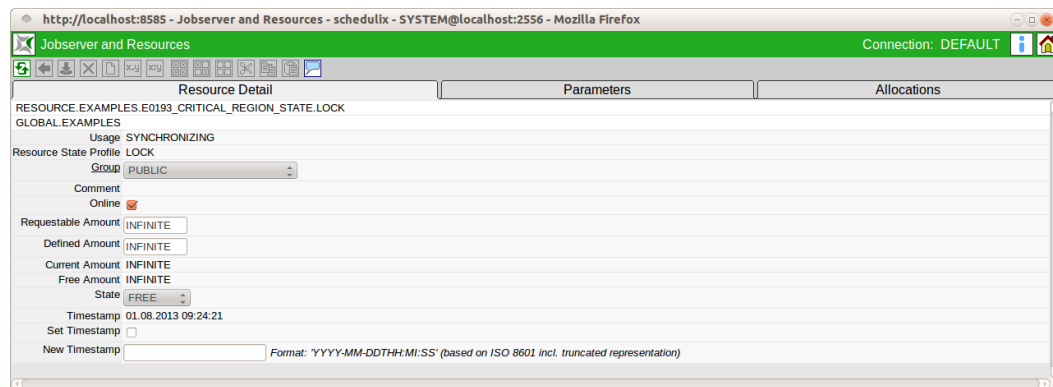 http://localhost:8585 - Jobserver and Resources - schedulix - SYSTEM@localhost:2556 - Mozilla Firefox
Jobserver and Resources Connection: DEFAULT
Resource Detail Parameters Allocations
RESOURCE.EXAMPLES.E0193_CRITICAL_REGION_STATE.LOCK
GLOBAL.EXAMPLES
Usage SYNCHRONIZING
Resource State Profile LOCK
Group PUBLIC
Comment
Online
Requestable Amount INFINITE
Defined Amount INFINITE
Current Amount INFINITE
Free Amount INFINITE
State FREE
Timestamp 01.08.2013 09:24:21
Set Timestamp
New Timestamp Format: 'YYYY-MM-DDTHH:MI:SS' (based on ISO 8601 incl. truncated representation)